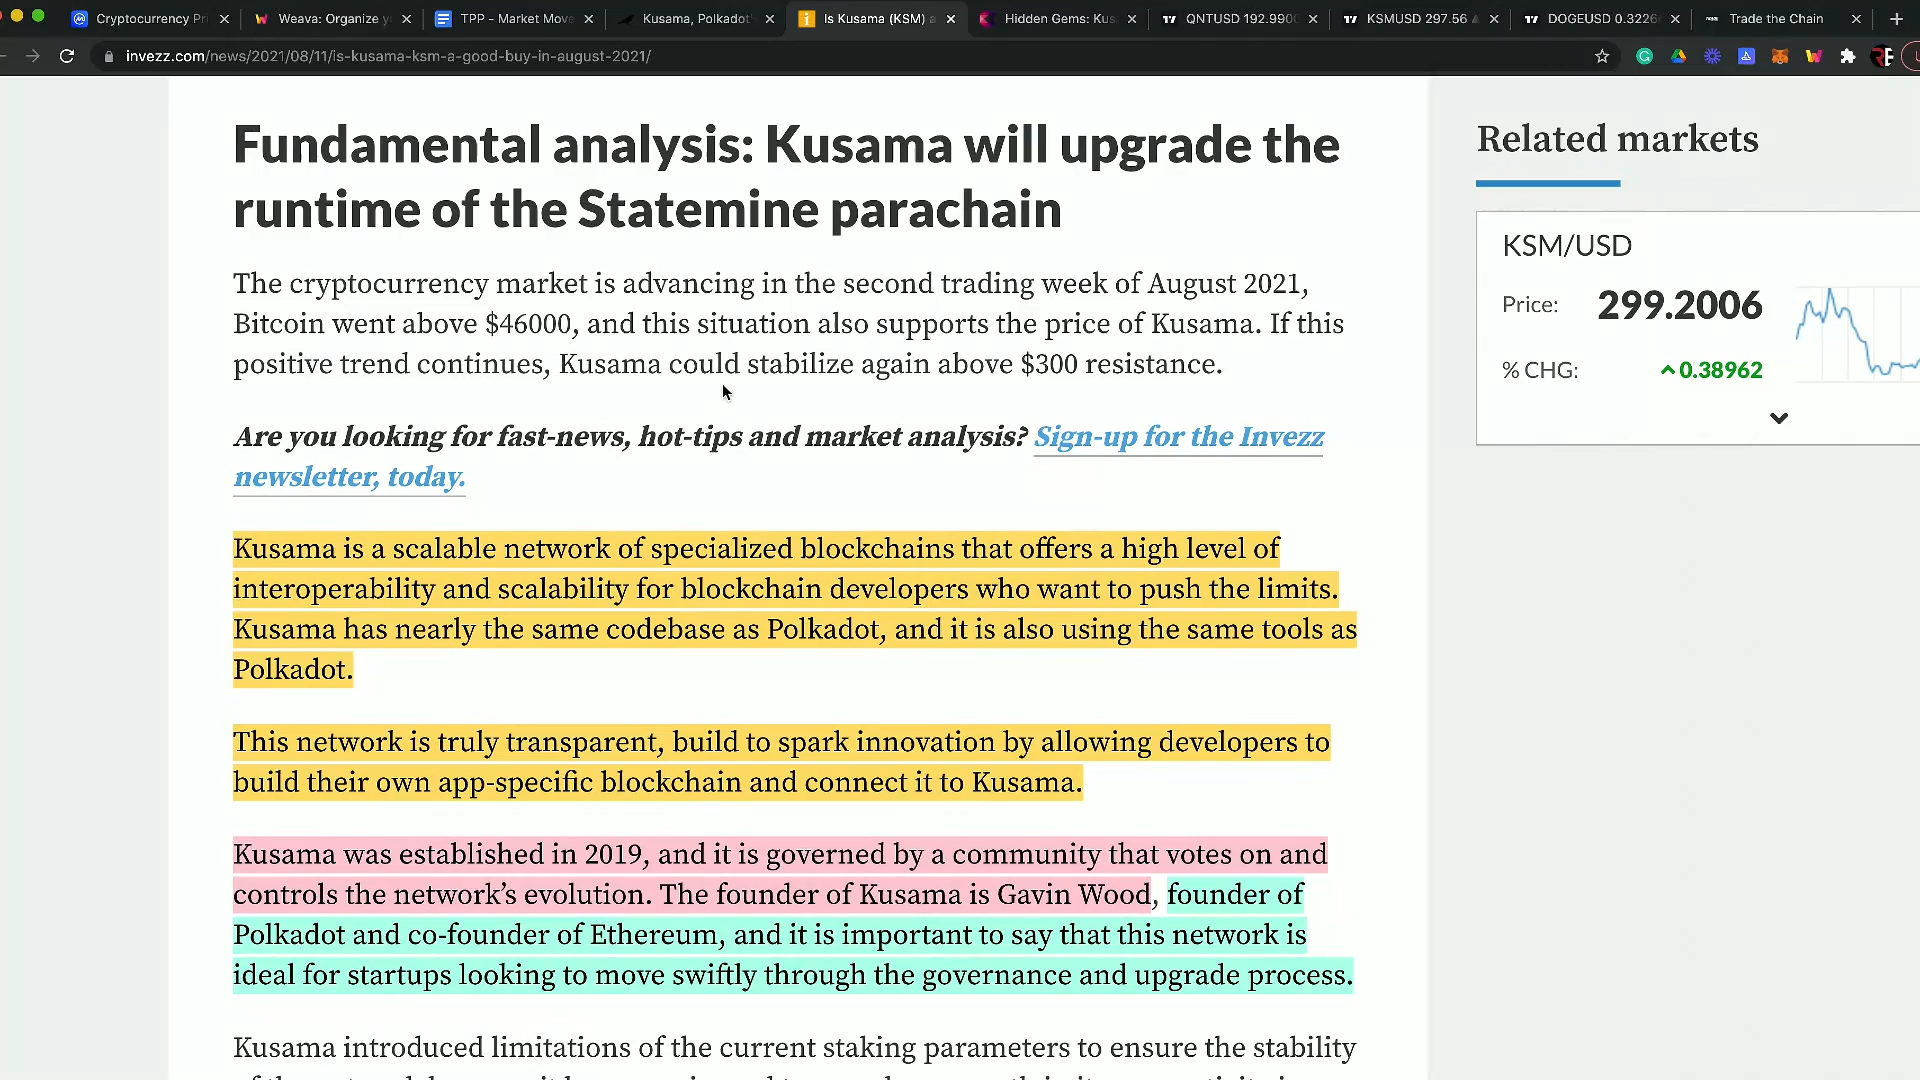 Cryptocurrency Pr
Weava: Organize y
TPP - Market Move
Kusama, Polkadot'
Is Kusama (KSM) a
Hidden Gems: Kus
QNTUSD 192.990
KSMUSD 297.56
DOGEUSD 0.3226
Trade the Chain
invezz.com/news/2021/08/11/is-kusama-ksm-a-good-buy-in-august-2021/
Fundamental analysis: Kusama will upgrade the
runtime of the Statemine parachain
The cryptocurrency market is advancing in the second trading week of August 2021,
Bitcoin went above $46000, and this situation also supports the price of Kusama. If this
positive trend continues, Kusama could stabilize again above $300 resistance.
Are you looking for fast-news, hot-tips and market analysis? Sign-up for the Invezz
newsletter, today.
Kusama is a scalable network of specialized blockchains that offers a high level of
interoperability and scalability for blockchain developers who want to push the limits.
Kusama has nearly the same codebase as Polkadot, and it is also using the same tools as
Polkadot.
This network is truly transparent, build to spark innovation by allowing developers to
build their own app-specific blockchain and connect it to Kusama.
Kusama was established in 2019, and it is governed by a community that votes on and
controls the network's evolution. The founder of Kusama is Gavin Wood, founder of
Polkadot and co-founder of Ethereum, and it is important to say that this network is
ideal for startups looking to move swiftly through the governance and upgrade process.
Kusama introduced limitations of the current staking parameters to ensure the stability
Related markets
KSM/USD
Price: 299.2006
% CHG: 0.38962